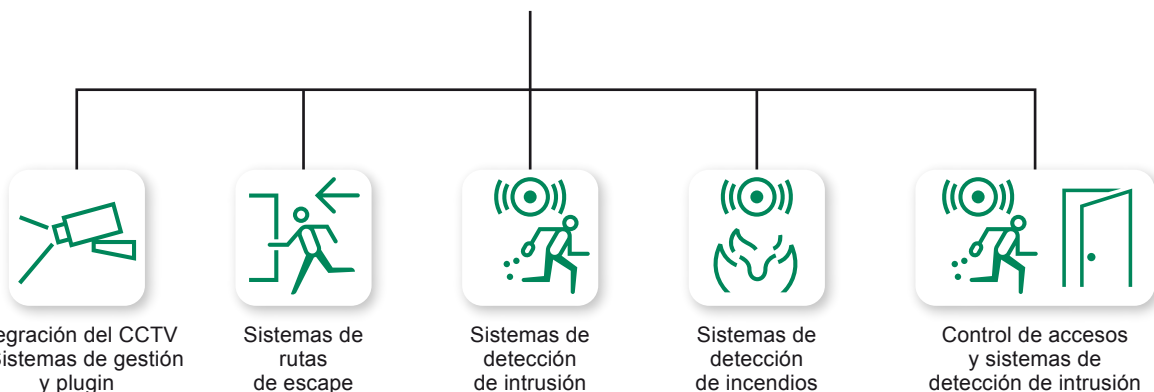 egración del CCTV
Sistemas de gestión
y plugin
Sistemas de
rutas
de escape
Sistemas de
detección
de intrusión
Sistemas de
detección
de incendios
Control de accesos
y sistemas de
detección de intrusión